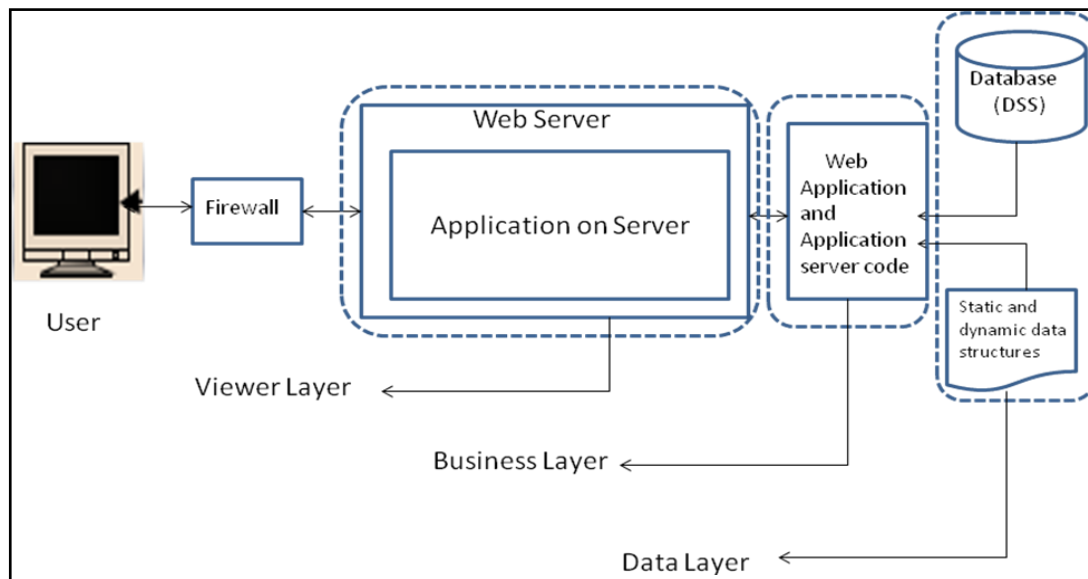 User
Firewall
Web Server
Application on Server
Web
Application
and
Application
server code
Database
(DSS)
Static and
dynamic data
structures
Viewer Layer
Business Layer
Data Layer